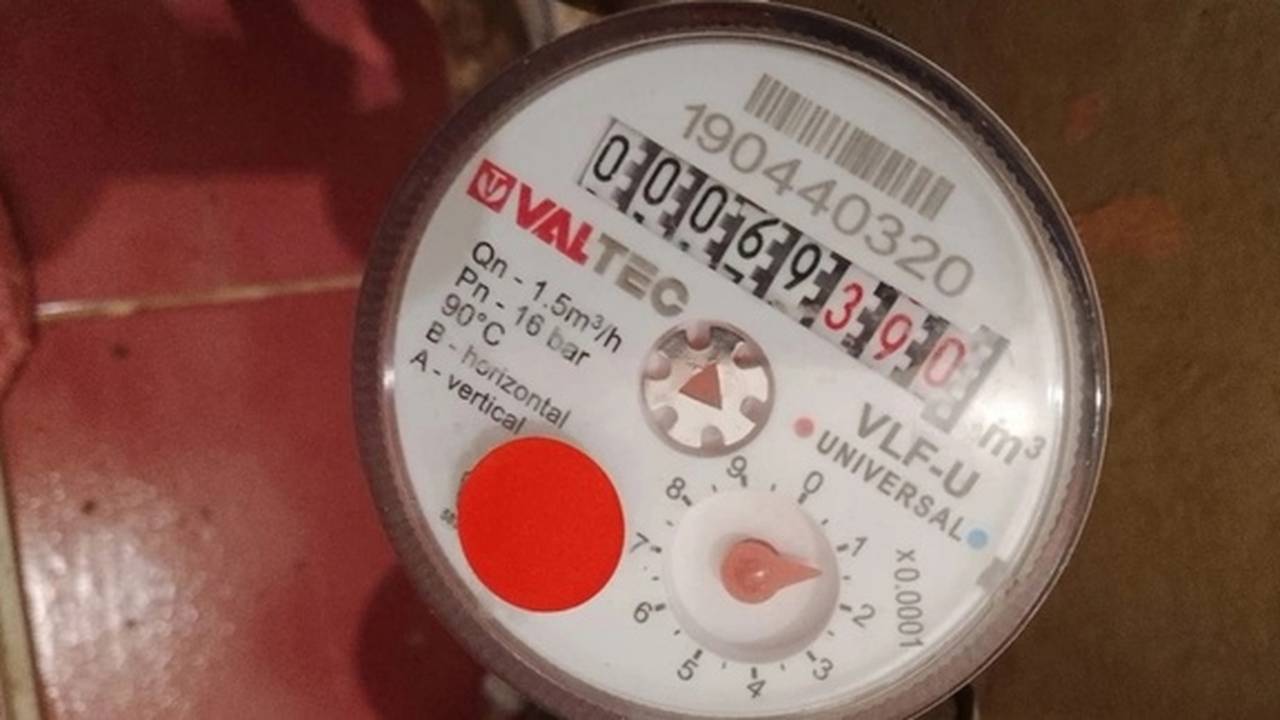 190440320
00069390
m³
VALTEC
Qn - 1.5m³/h
Pn - 16 bar
90°C
B - horizontal
A - vertical
VLF-U
UNIVERSAL
x0.0001
0
1
2
3
4
5
6
7
8
9